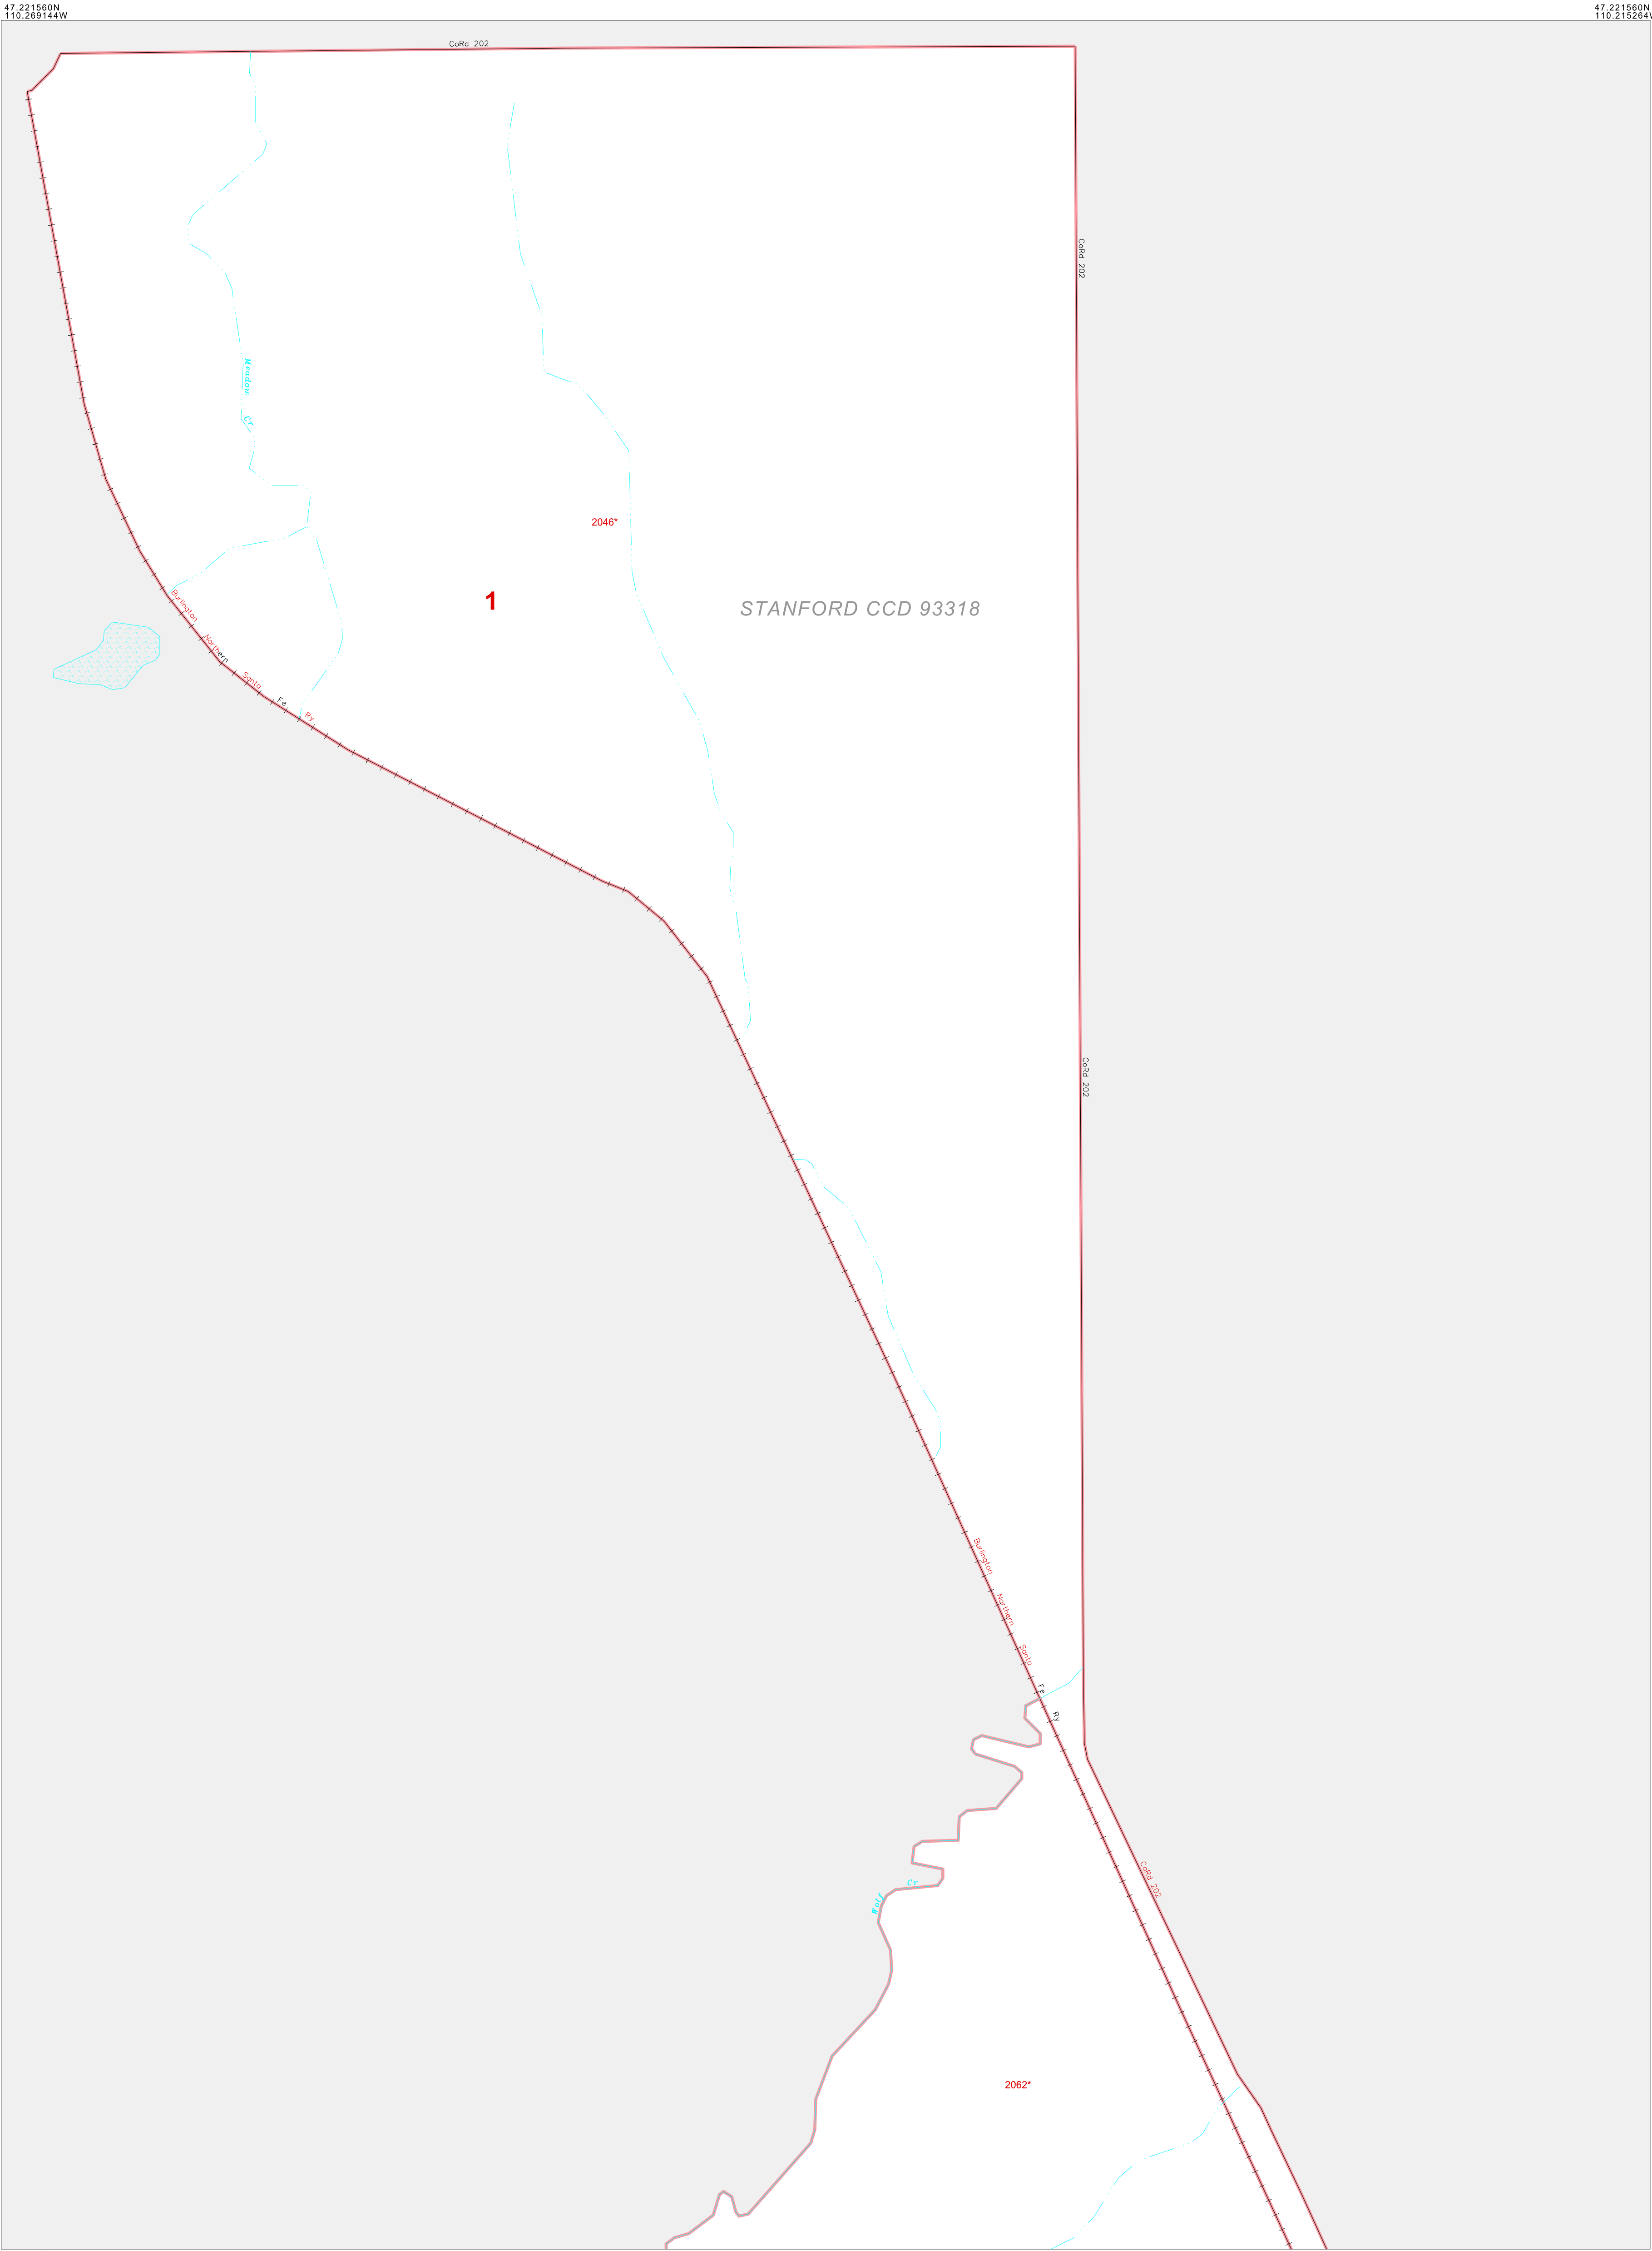 47.221560N
110.269144W
47.221560N
110.215264W
CoRd 202
CoRd 202
Meadow Cr
2046*
1
STANFORD CCD 93318
Burlington Northern Santa Fe Ry
CoRd 202
Burlington Northern Santa Fe Ry
CoRd 202
Wolf Cr
2062*